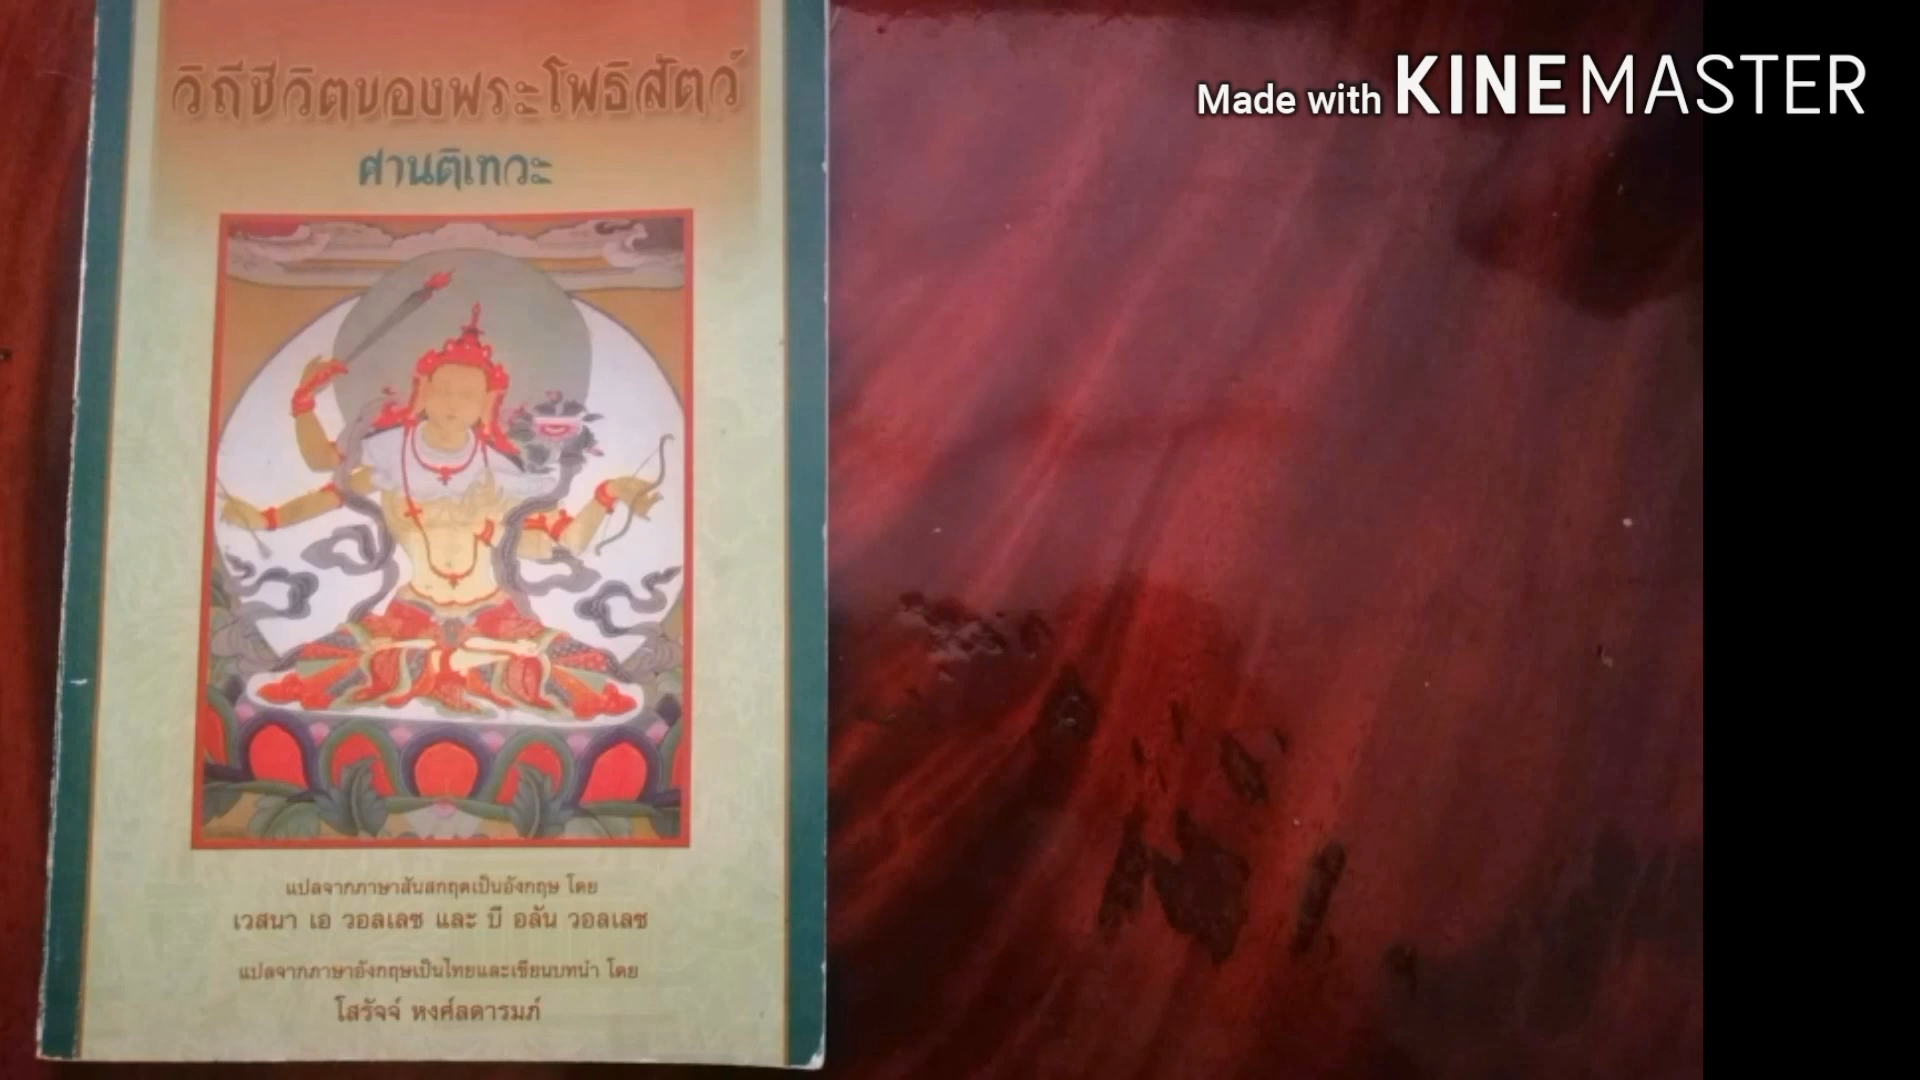 วิถีชีวิตของพระโพธิสัตว์
ศานติเทวะ
แปลจากภาษาสันสกฤตเป็นอังกฤษ โดย
เวสนา เอ วอลเลซ และ บี อลัน วอลเลซ
แปลจากภาษาอังกฤษเป็นไทยและเขียนบทนำ โดย
โสรัจจ์ หงศ์ลดารมภ์
Made with KINEMASTER